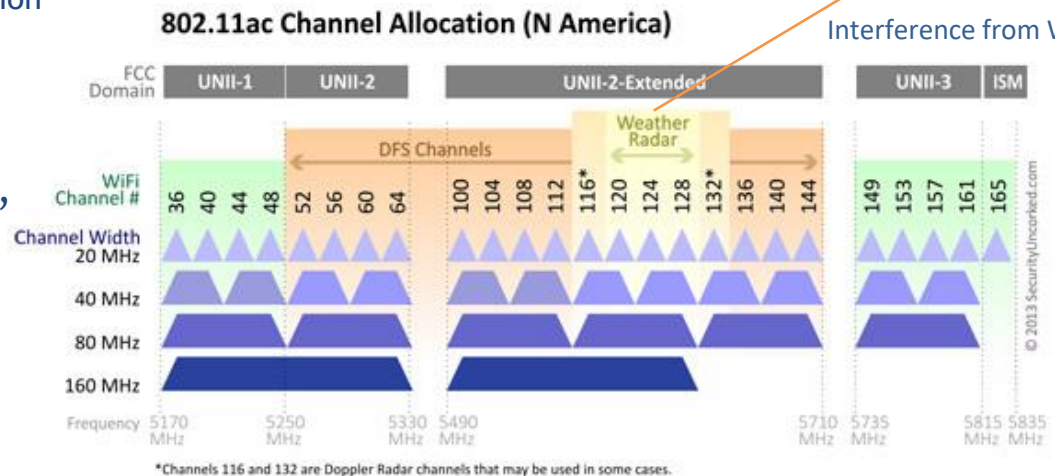 ion
,
802.11ac Channel Allocation (N America)
Interference from
FCC Domain UNII-1 UNII-2 UNII-2-Extended UNII-3 ISM
Weather Radar
DFS Channels
WiFi Channel # 36 40 44 48 52 56 60 64 100 104 108 112 116* 120 124 128 132* 136 140 144 149 153 157 161 165
Channel Width
20 MHz
40 MHz
80 MHz
160 MHz
Frequency 5170 MHz 5250 MHz 5330 MHz 5490 MHz 5710 MHz 5735 MHz 5815 MHz 5835 MHz
*Channels 116 and 132 are Doppler Radar channels that may be used in some cases.
© 2013 SecurityUncorked.com